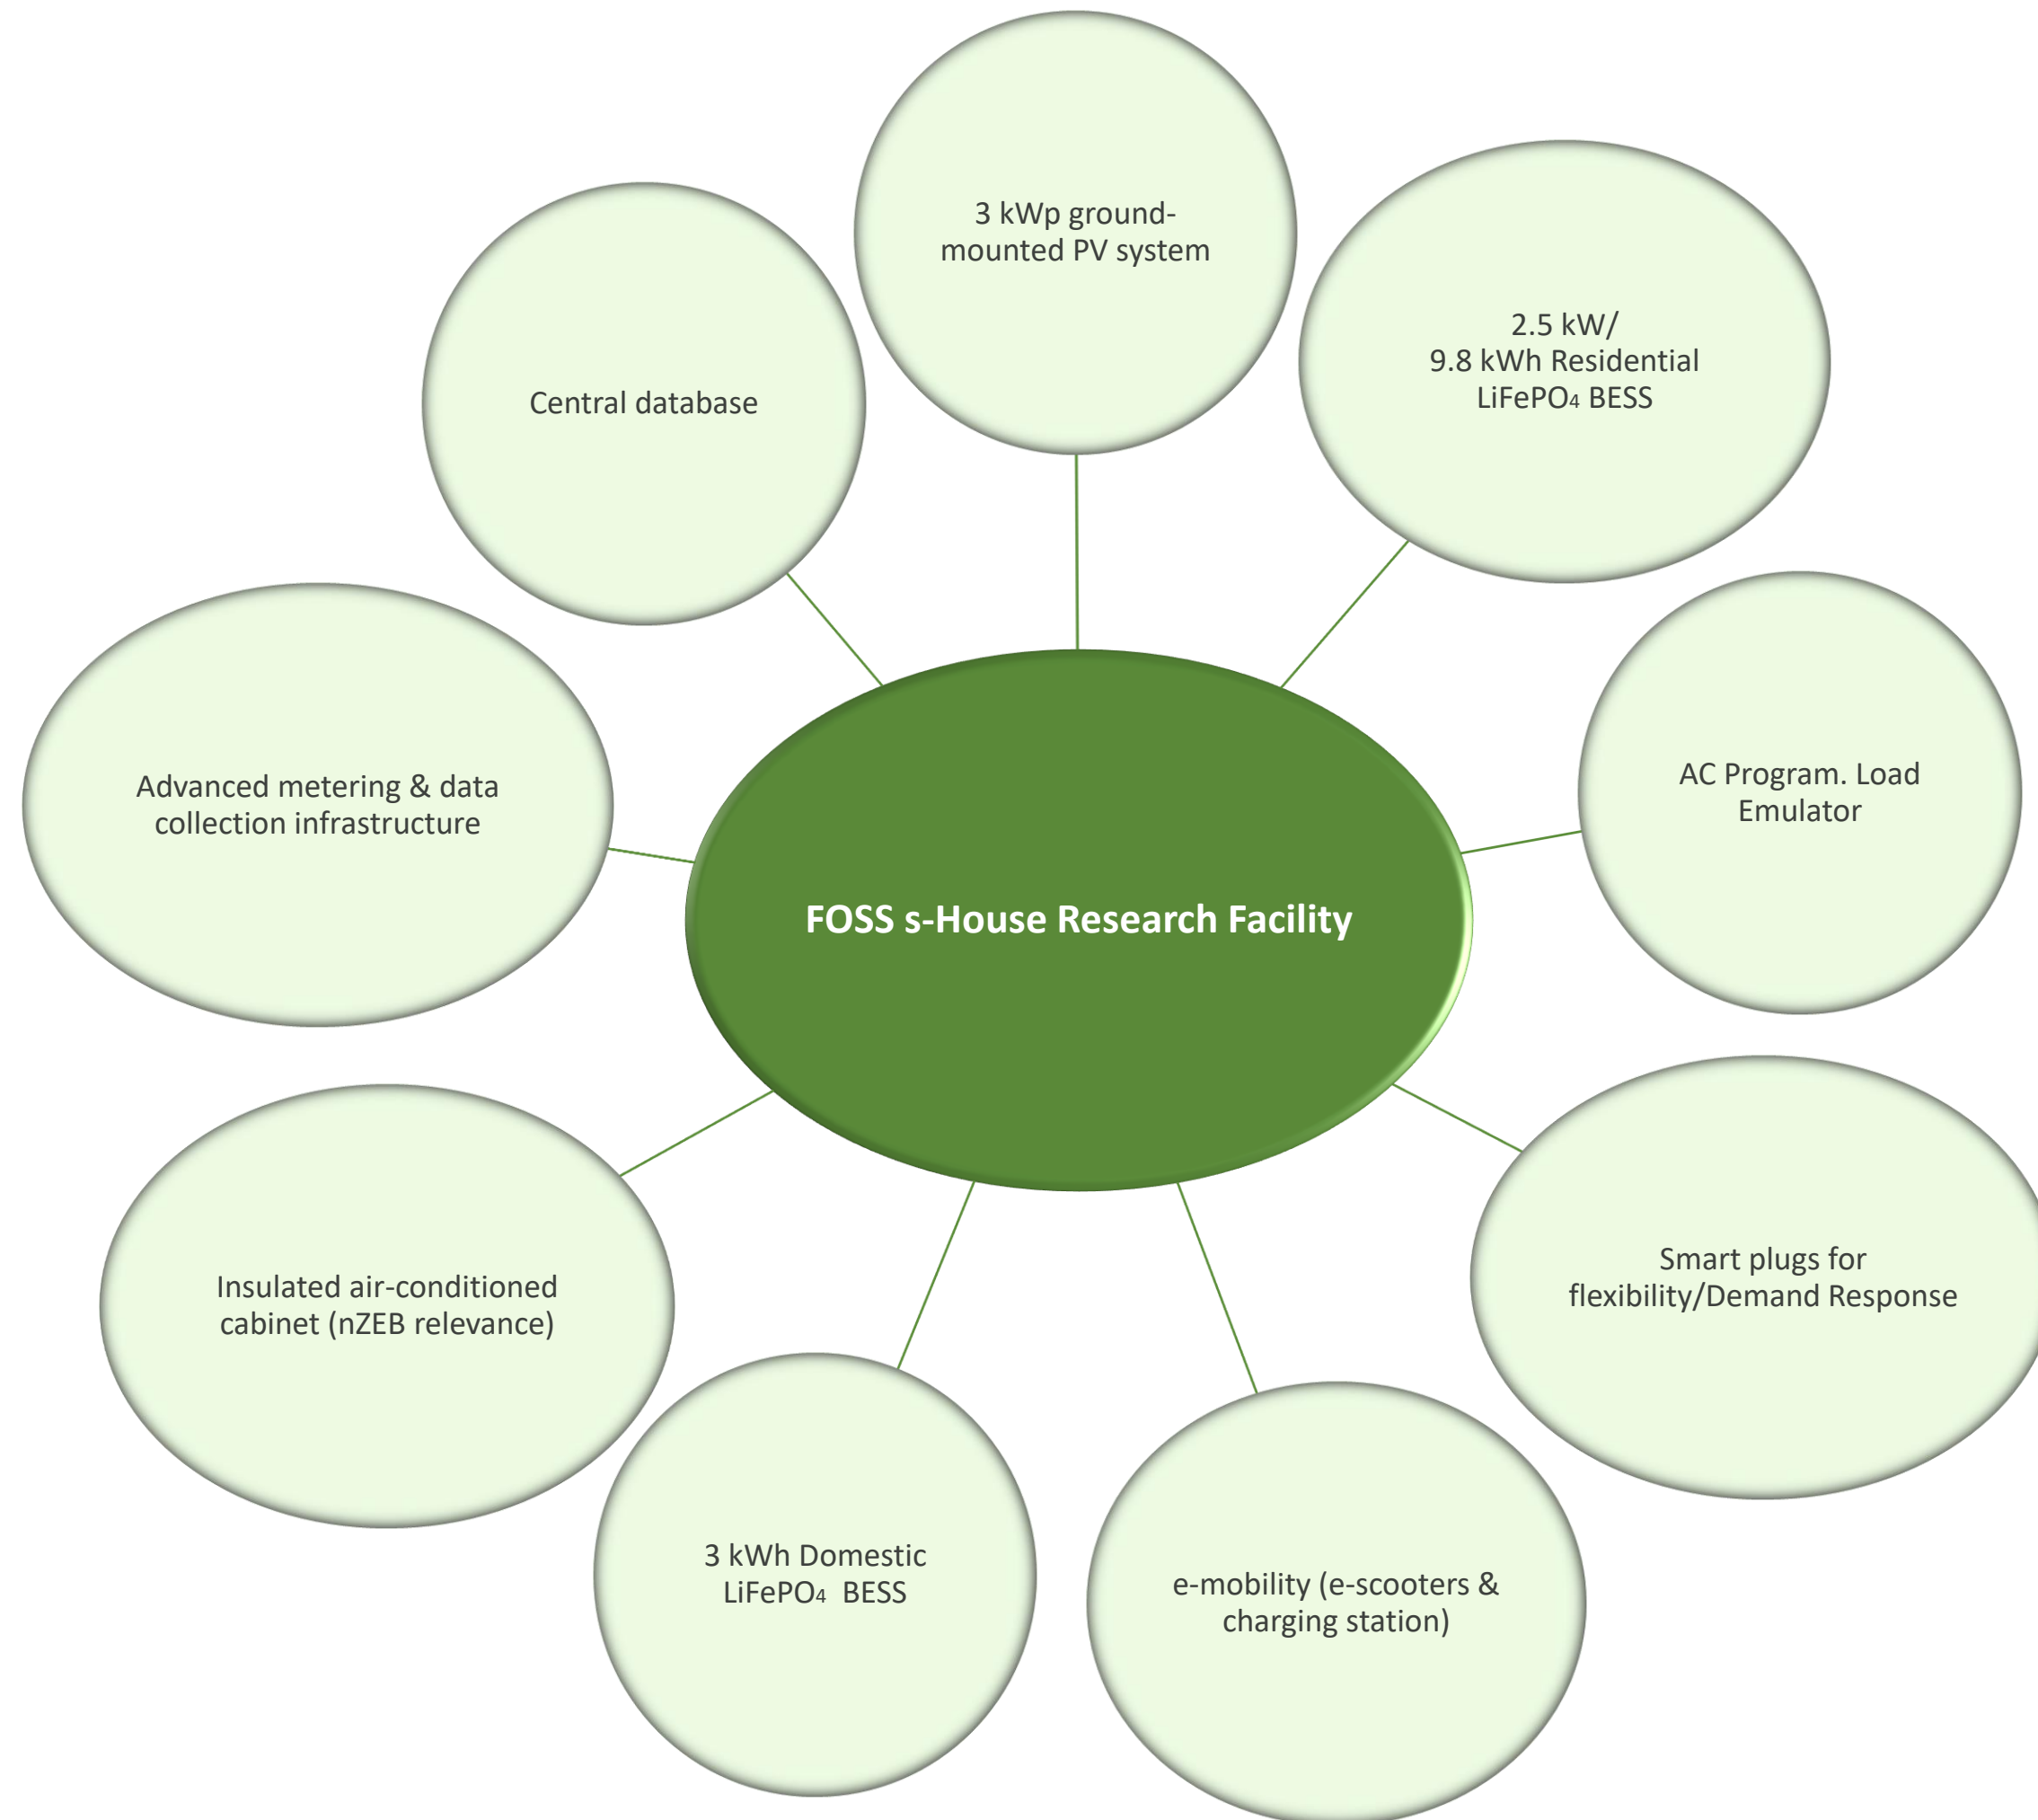 3 kWp ground-
mounted PV system
2.5 kW/
9.8 kWh Residential
LiFePO₄ BESS
Central database
AC Program. Load
Emulator
Advanced metering & data
collection infrastructure
FOSS s-House Research Facility
Smart plugs for
flexibility/Demand Response
Insulated air-conditioned
cabinet (nZEB relevance)
3 kWh Domestic
LiFePO₄  BESS
e-mobility (e-scooters &
charging station)